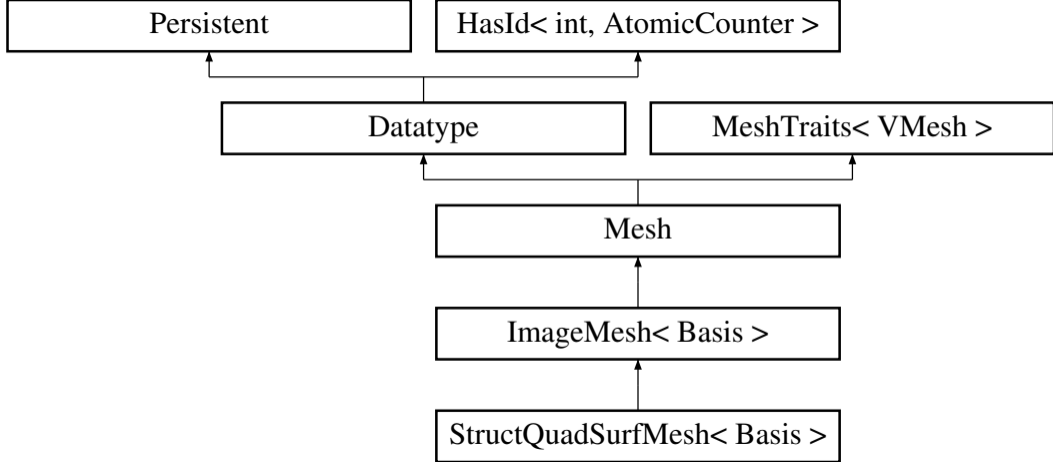 Persistent
HasId< int, AtomicCounter >
Datatype
MeshTraits< VMesh >
Mesh
ImageMesh< Basis >
StructQuadSurfMesh< Basis >